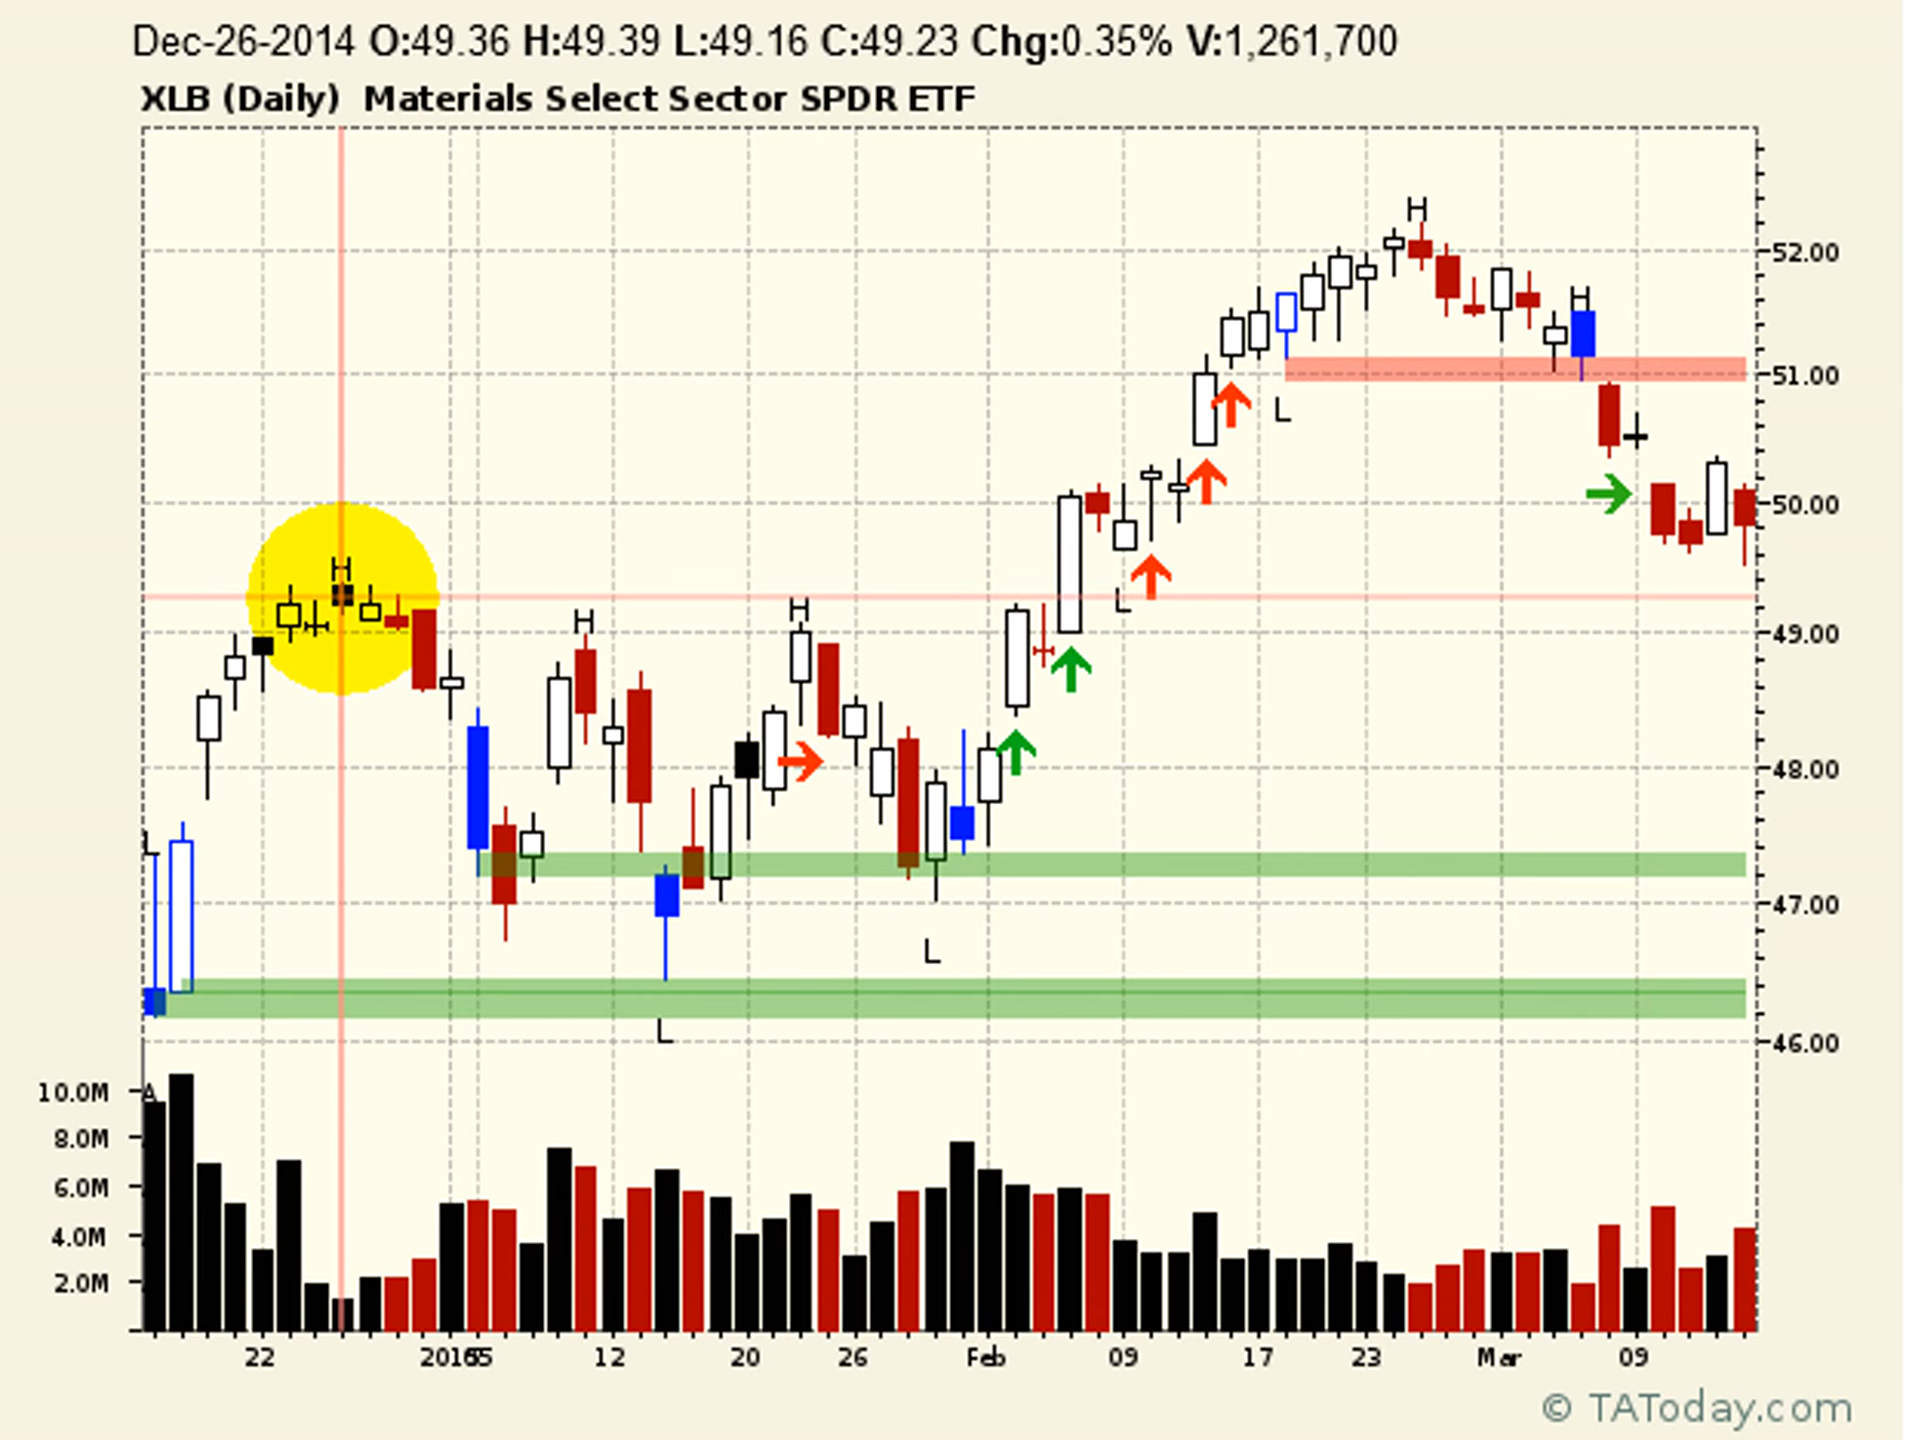 Dec-26-2014 O:49.36 H:49.39 L:49.16 C:49.23 Chg:0.35% V:1,261,700
XLB (Daily) Materials Select Sector SPDR ETF
H
52.00
H
51.00
L
50.00
H
H
H
L
49.00
48.00
L
47.00
L
L
46.00
10.0M
A
8.0M
6.0M
4.0M
2.0M
22 12 20 26 Feb 09 17 23 Mar 09
© TAToday.com